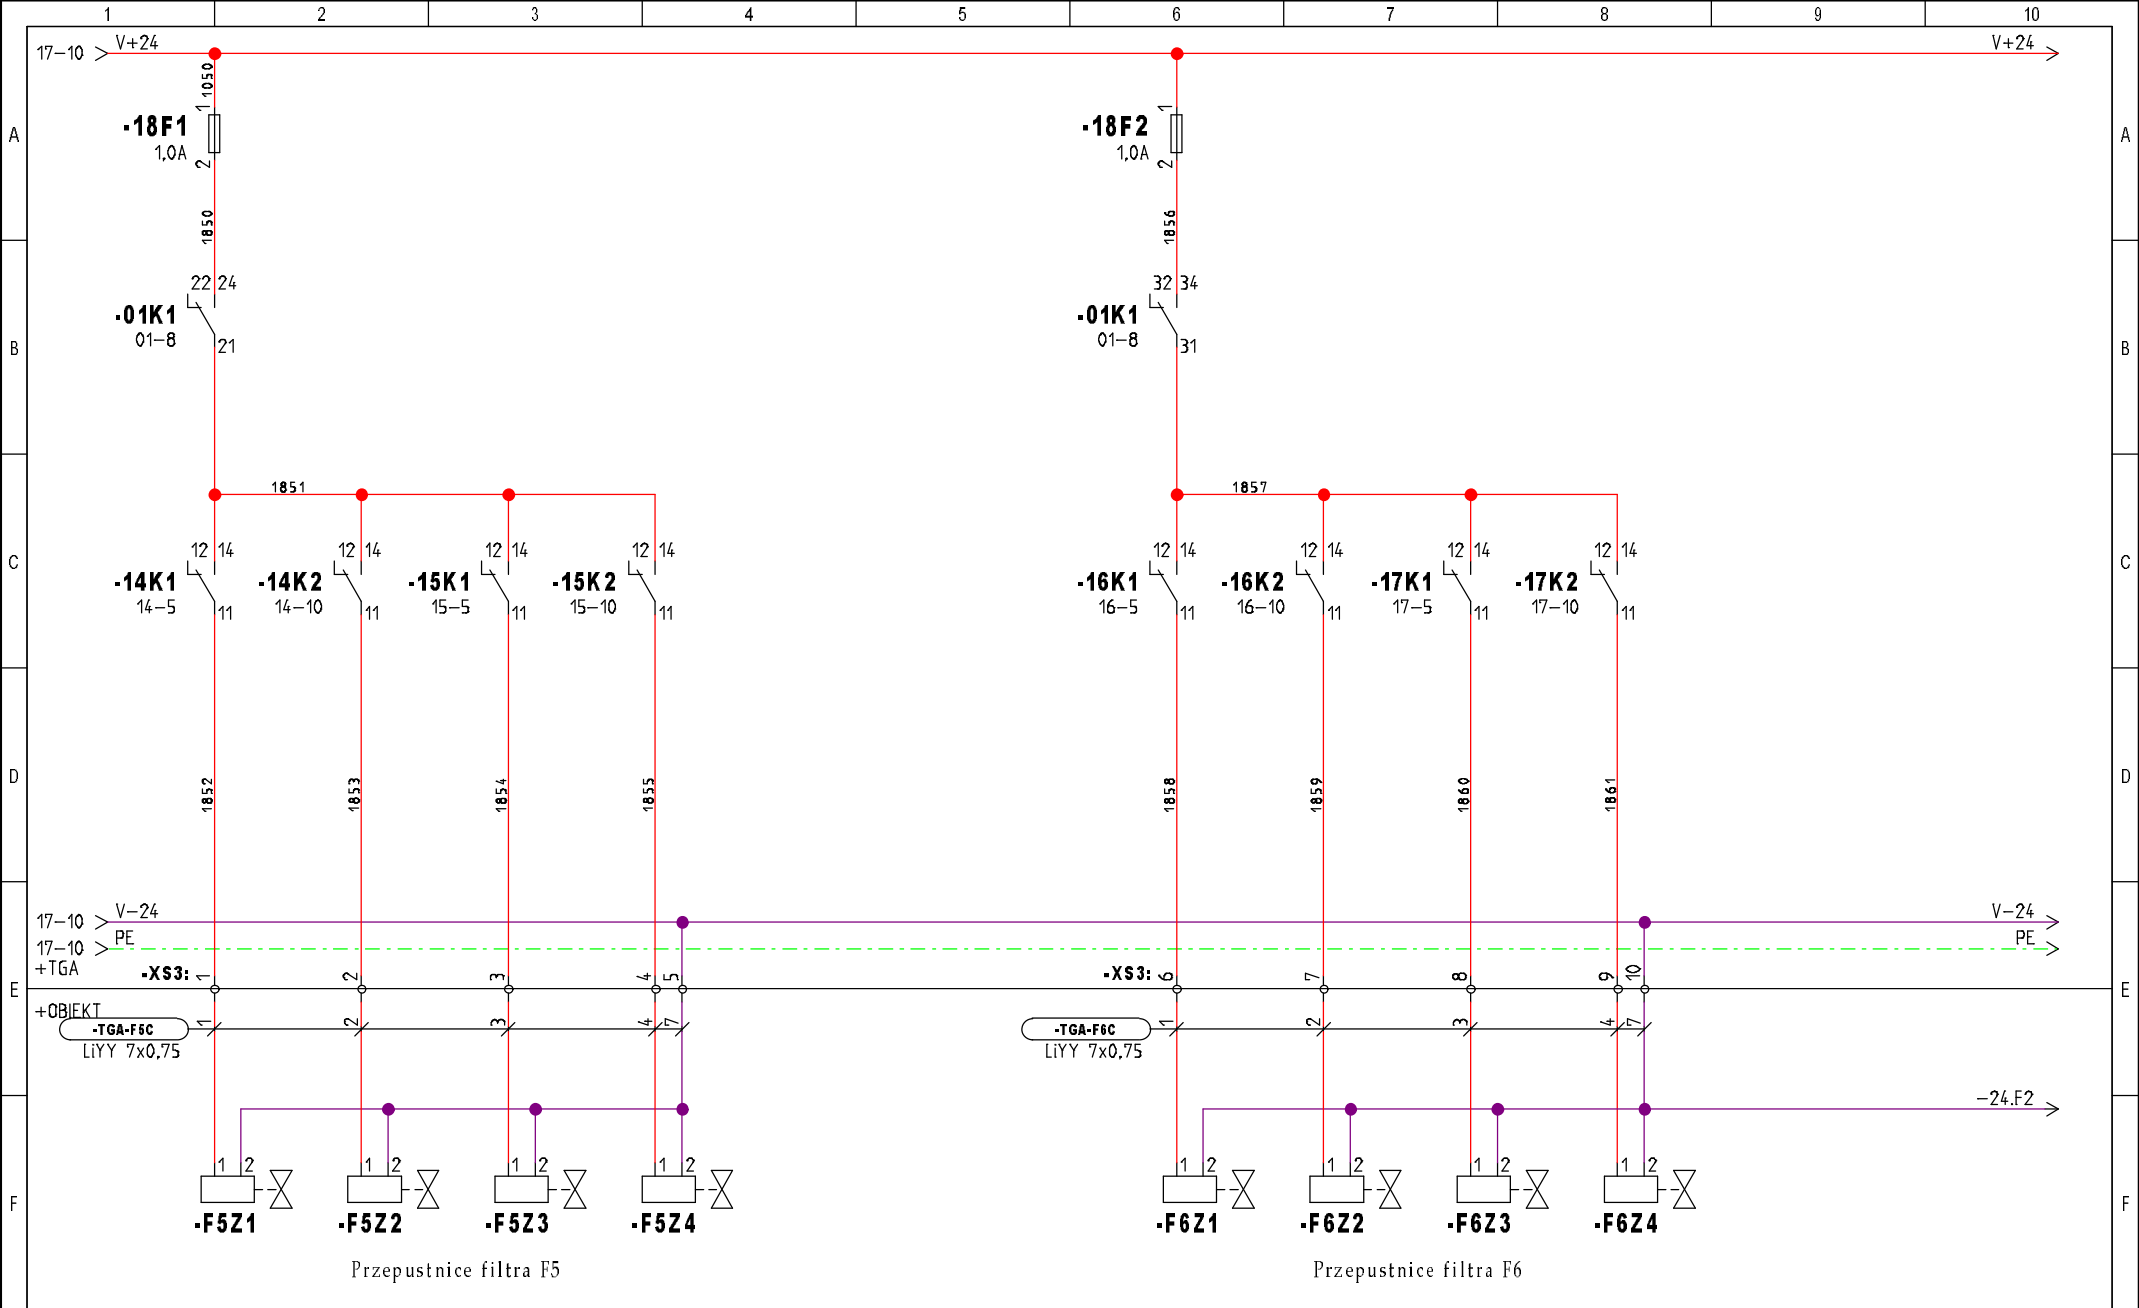 1 2 3 4 5 6 7 8 9 10
17-10 V+24 V+24
1050
A 1 1 A
-18F1 -18F2
1,0A 1,0A
2 2
1850 1856
22 24 32 34
-01K1 -01K1
01-8 01-8
B 21 31 B
1851 1857
C 12 14 12 14 12 14 12 14 12 14 12 14 12 14 12 14 C
-14K1 -14K2 -15K1 -15K2 -16K1 -16K2 -17K1 -17K2
14-5 14-10 15-5 15-10 16-5 16-10 17-5 17-10
11 11 11 11 11 11 11 11
D D
1852 1853 1854 1855 1858 1859 1860 1861
17-10 V-24 V-24
17-10 PE PE
+TGA
-XS3: 1 2 3 4 5 -XS3: 6 7 8 9 10
E E
+OBIEKT
-TGA-F5C 1 2 3 4 7 -TGA-F6C 1 2 3 4 7
LiYY 7x0,75 LiYY 7x0,75
-24.F2
1 2 1 2 1 2 1 2 1 2 1 2 1 2 1 2
F F
-F5Z1 -F5Z2 -F5Z3 -F5Z4 -F6Z1 -F6Z2 -F6Z3 -F6Z4
Przepustnice filtra F5 Przepustnice filtra F6